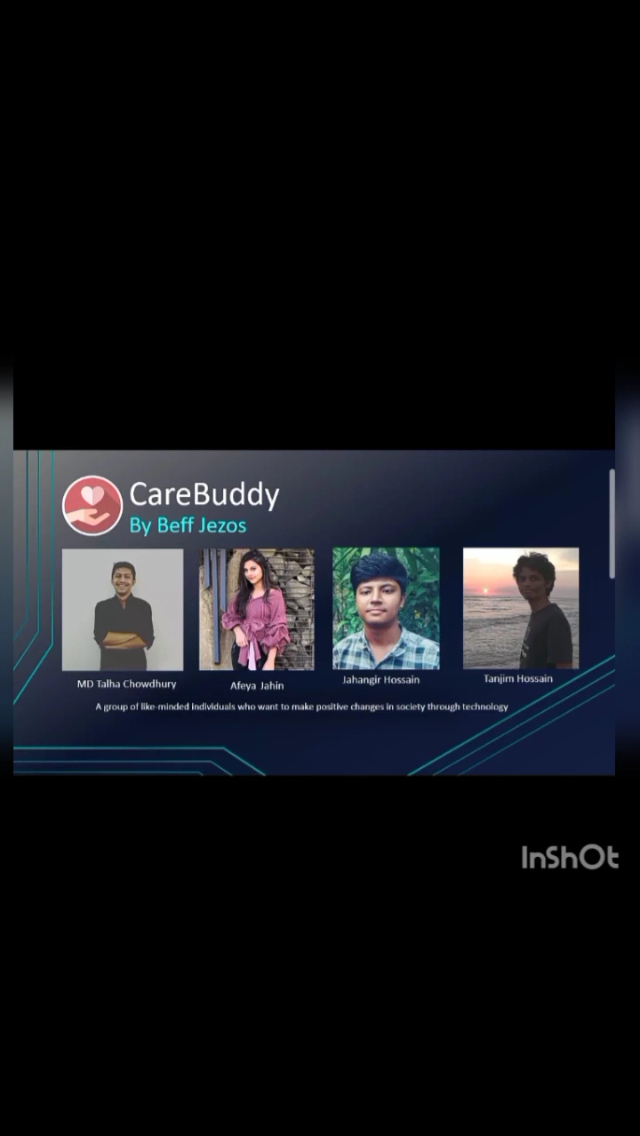 CareBuddy
By Beff Jezos
MD Talha Chowdhury
Afeya Jahin
Jahangir Hossain
Tanjim Hossain
A group of like-minded individuals who want to make positive changes in society through technology
InShOt